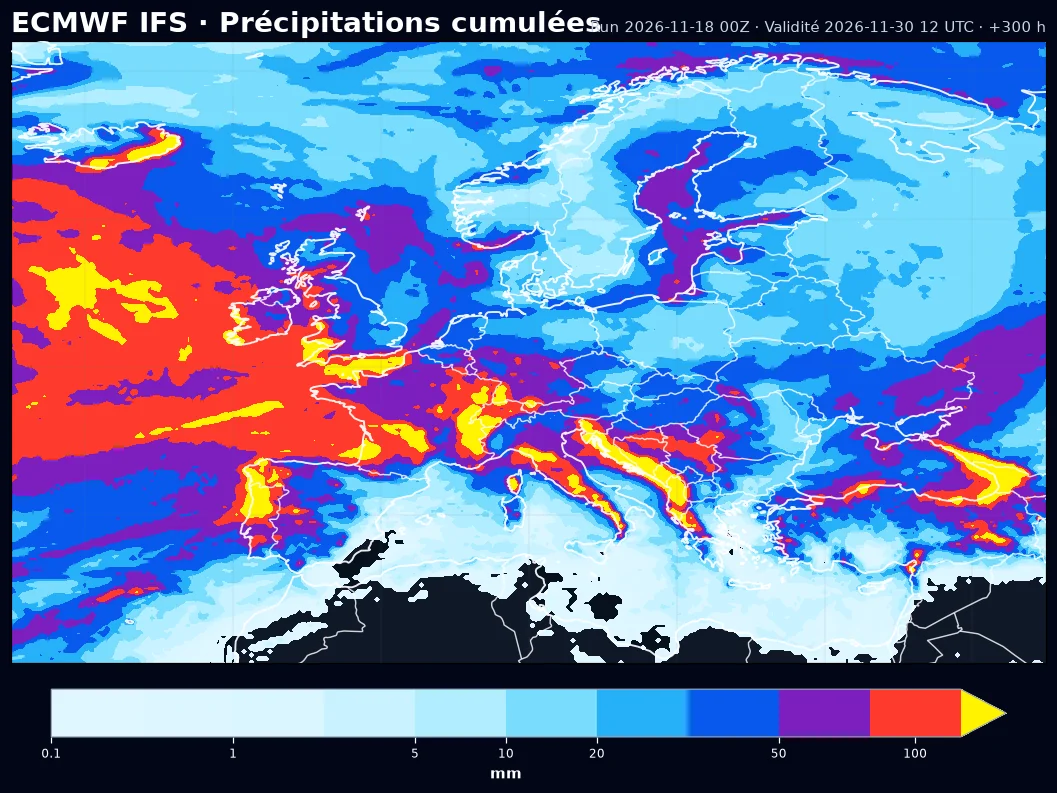 ECMWF IFS · Précipitations cumulées
Run 2026-11-18 00Z · Validité 2026-11-30 12 UTC · +300 h
0.1 1 5 10 20 50 100
mm